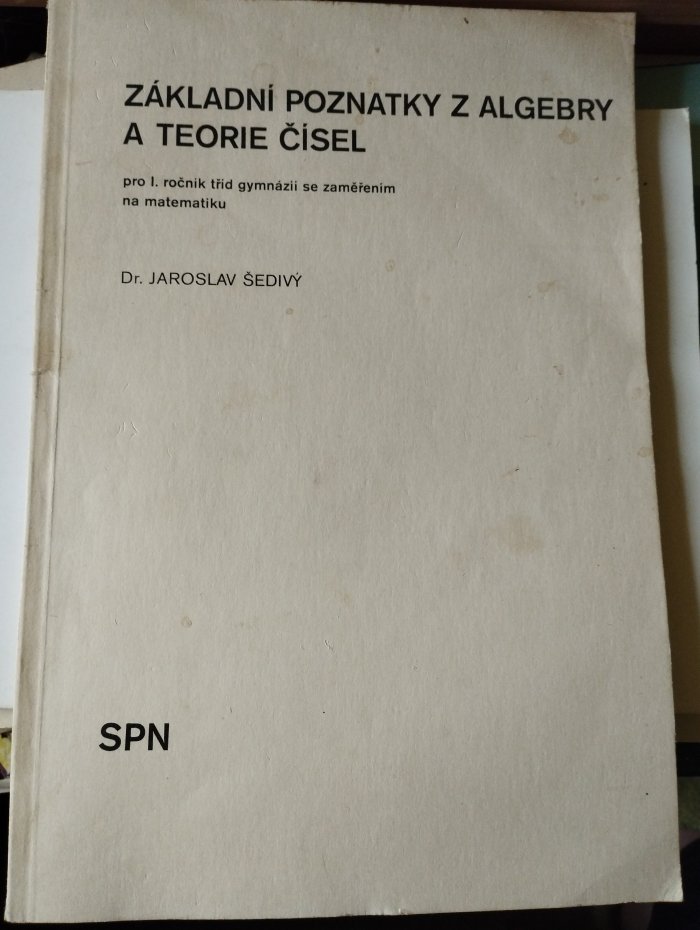 ZÁKLADNÍ POZNATKY Z ALGEBRY
A TEORIE ČÍSEL
pro I. ročník tříd gymnázií se zaměřením
na matematiku
Dr. JAROSLAV ŠEDIVÝ
SPN